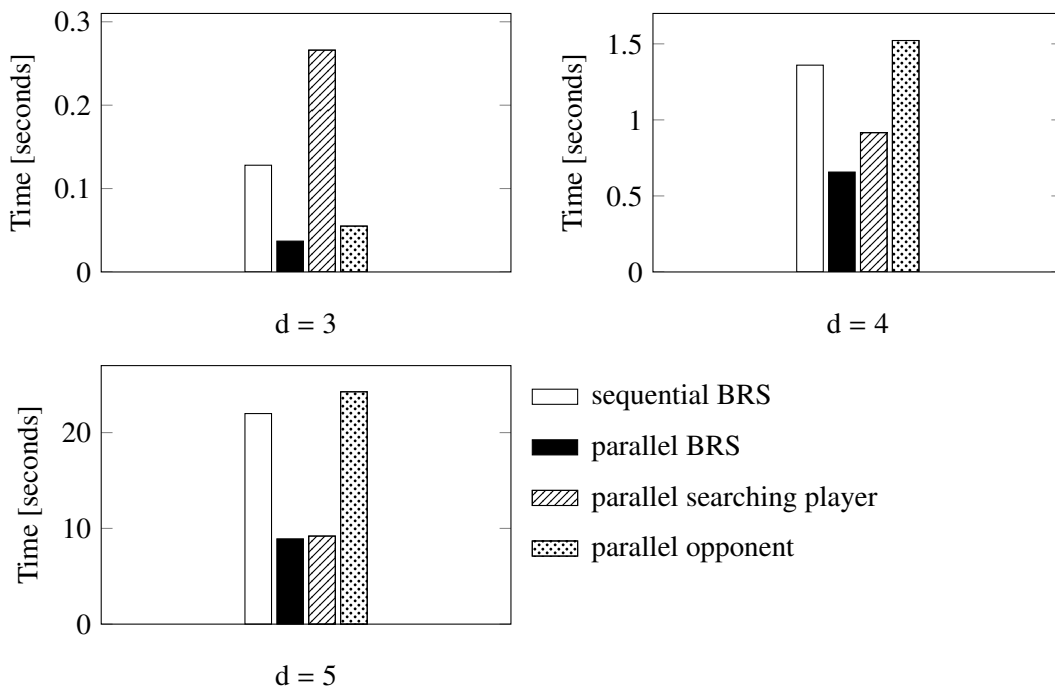 Time [seconds]
0.3
0.2
0.1
0
d = 3
Time [seconds]
1.5
1
0.5
0
d = 4
Time [seconds]
20
10
0
d = 5
sequential BRS
parallel BRS
parallel searching player
parallel opponent